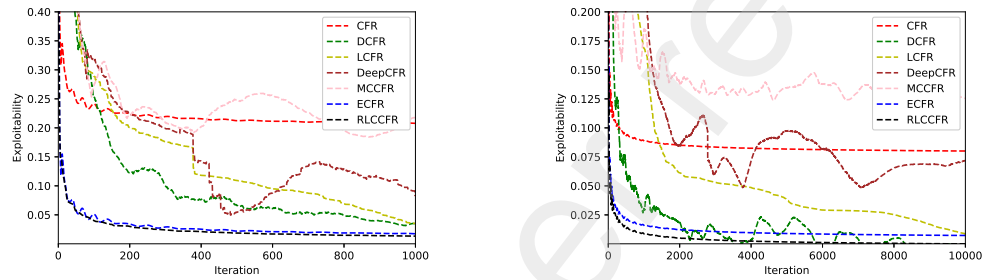 0.40
0.35
0.30
0.25
0.20
0.15
0.10
0.05
Exploitability
0
200
400
600
800
1000
Iteration
CFR
DCFR
LCFR
DeepCFR
MCCFR
ECFR
RLCCFR
0.200
0.175
0.150
0.125
0.100
0.075
0.050
0.025
Exploitability
0
2000
4000
6000
8000
10000
Iteration
CFR
DCFR
LCFR
DeepCFR
MCCFR
ECFR
RLCCFR